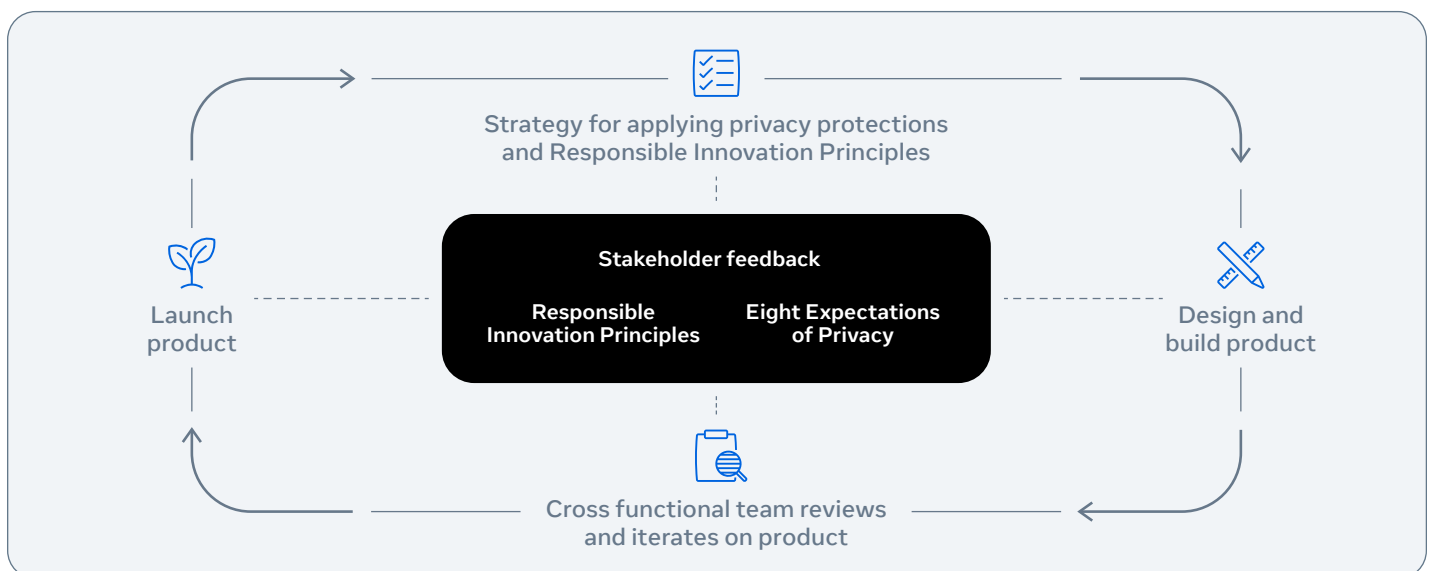 Strategy for applying privacy protections
and Responsible Innovation Principles
Stakeholder feedback
Responsible
Innovation Principles
Eight Expectations
of Privacy
Launch
product
Design and
build product
Cross functional team reviews
and iterates on product